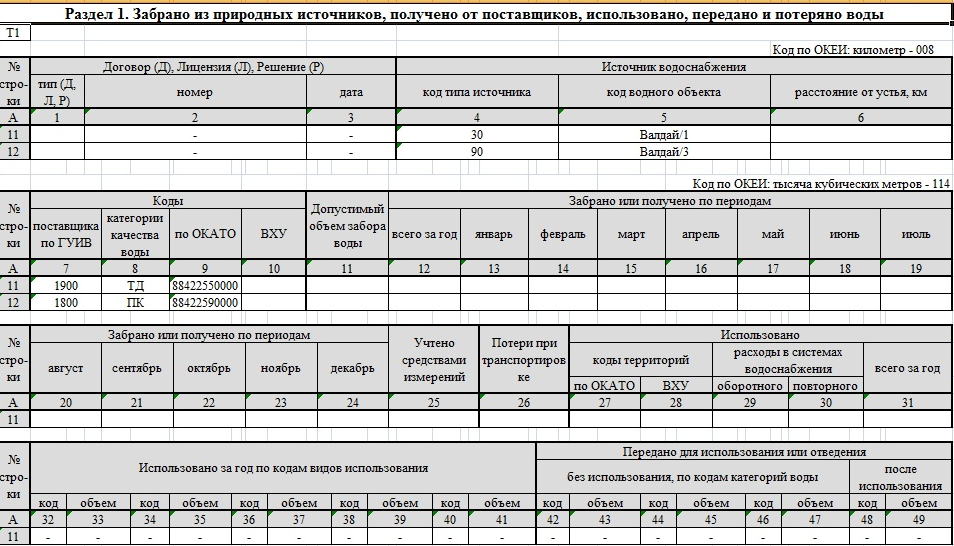 Раздел 1. Забрано из природных источников, получено от поставщиков, использовано, передано и потеряно воды
Т1
Код по ОКЕИ: километр - 008
№ стро- ки Договор (Д), Лицензия (Л), Решение (Р) Источник водоснабжения
тип (Д, Л, Р) номер дата код типа источника код водного объекта расстояние от устья, км
А 1 2 3 4 5 6
11 - - 30 Валдай/1
12 - - 90 Валдай/3
Код по ОКЕИ: тысяча кубических метров - 114
№ стро- ки Коды Допустимый объем забора воды Забрано или получено по периодам
поставщика по ГУИВ категории качества воды по ОКАТО ВХУ всего за год январь февраль март апрель май июнь июль
А 7 8 9 10 11 12 13 14 15 16 17 18 19
11 1900 ТД 88422550000
12 1800 ПК 88422590000
№ стро- ки Забрано или получено по периодам Учтено средствами измерений Потери при транспортиров ке Использовано
август сентябрь октябрь ноябрь декабрь коды территорий расходы в системах водоснабжения всего за год
по ОКАТО ВХУ оборотного повторного
А 20 21 22 23 24 25 26 27 28 29 30 31
11
№ стро- ки Использовано за год по кодам видов использования Передано для использования или отведения
без использования, по кодам категорий воды после использования
код объем код объем код объем код объем код объем код объем код объем код объем код объем
А 32 33 34 35 36 37 38 39 40 41 42 43 44 45 46 47 48 49
11 - - - - - - - - - - - - - - - - - -